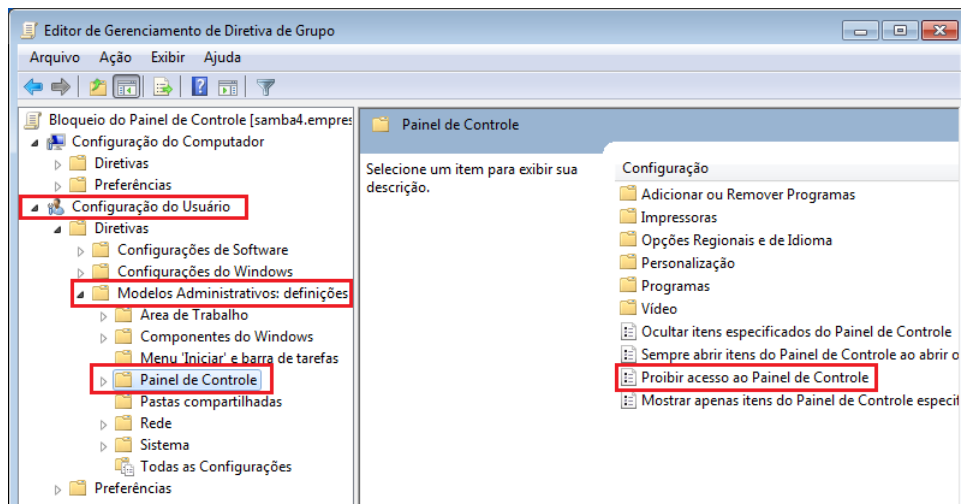 Editor de Gerenciamento de Diretiva de Grupo
Arquivo Ação Exibir Ajuda
Bloqueio do Painel de Controle [samba4.empres
Configuração do Computador
Diretivas
Preferências
Configuração do Usuário
Diretivas
Configurações de Software
Configurações do Windows
Modelos Administrativos: definições
Área de Trabalho
Componentes do Windows
Menu 'Iniciar' e barra de tarefas
Painel de Controle
Pastas compartilhadas
Rede
Sistema
Todas as Configurações
Preferências
Painel de Controle
Selecione um item para exibir sua
descrição.
Configuração
Adicionar ou Remover Programas
Impressoras
Opções Regionais e de Idioma
Personalização
Programas
Vídeo
Ocultar itens especificados do Painel de Controle
Sempre abrir itens do Painel de Controle ao abrir o
Proibir acesso ao Painel de Controle
Mostrar apenas itens do Painel de Controle especif